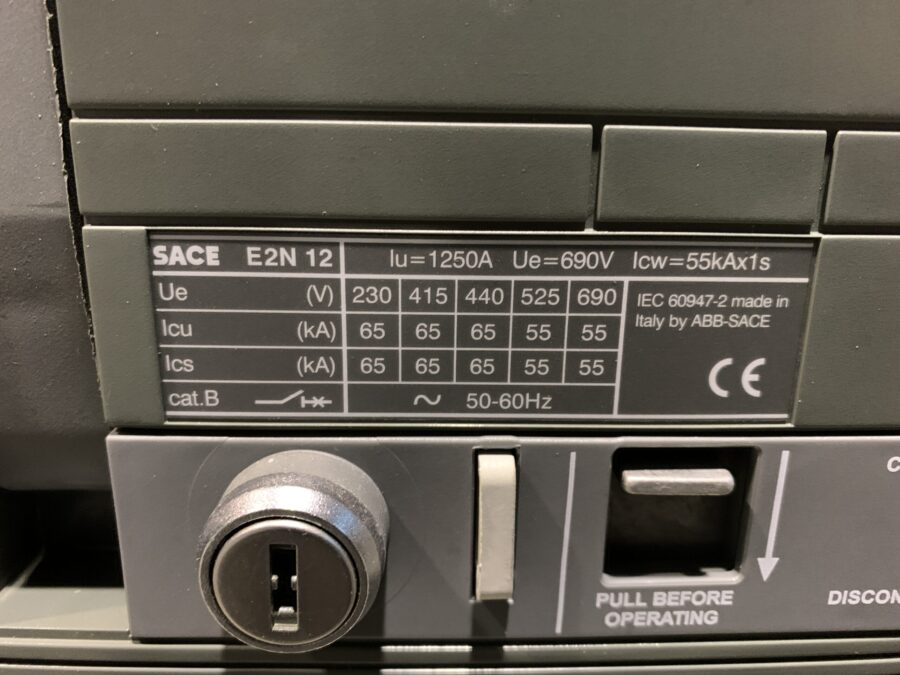 SACE E2N 12 Iu=1250A Ue=690V Icw=55kAx1s
Ue (V) 230 415 440 525 690
Icu (kA) 65 65 65 55 55
Ics (kA) 65 65 65 55 55
cat.B ~ 50-60Hz
IEC 60947-2 made in
Italy by ABB-SACE
CE
PULL BEFORE
OPERATING